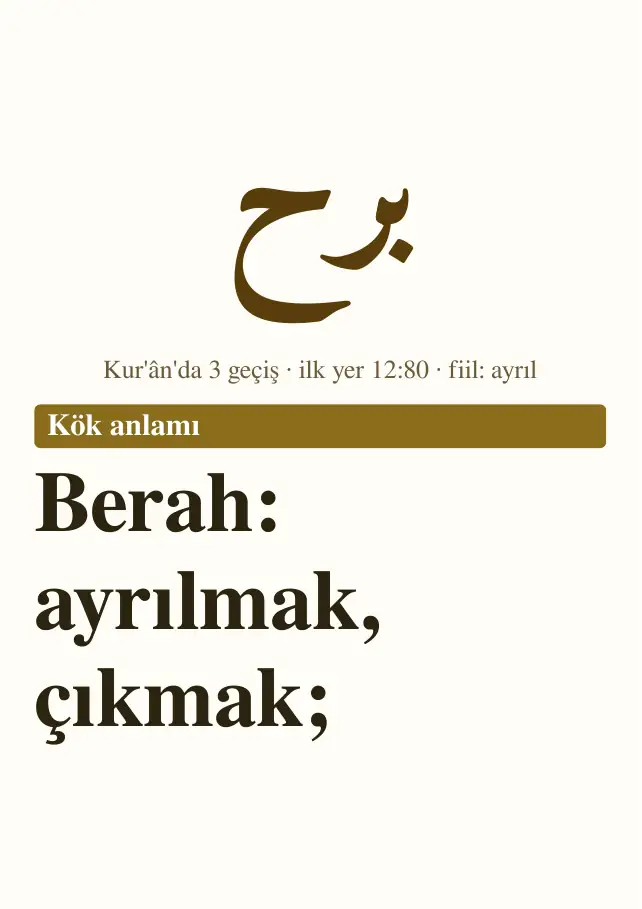 برح
Kur'ân'da 3 geçiş · ilk yer 12:80 · fiil: ayrıl
Kök anlamı
Berah:
ayrılmak,
çıkmak;